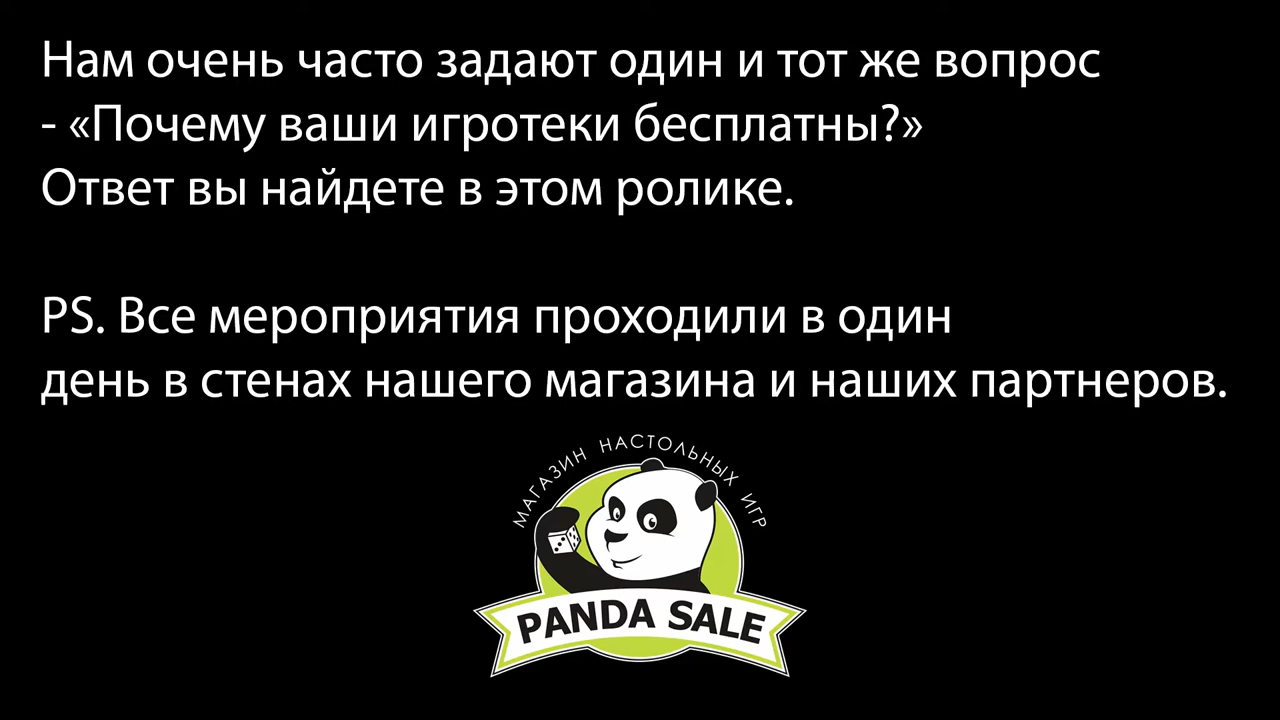 Нам очень часто задают один и тот же вопрос
- «Почему ваши игротеки бесплатны?»
Ответ вы найдете в этом ролике.
PS. Все мероприятия проходили в один
день в стенах нашего магазина и наших партнеров.
МАГАЗИН НАСТОЛЬНЫХ ИГР
PANDA SALE